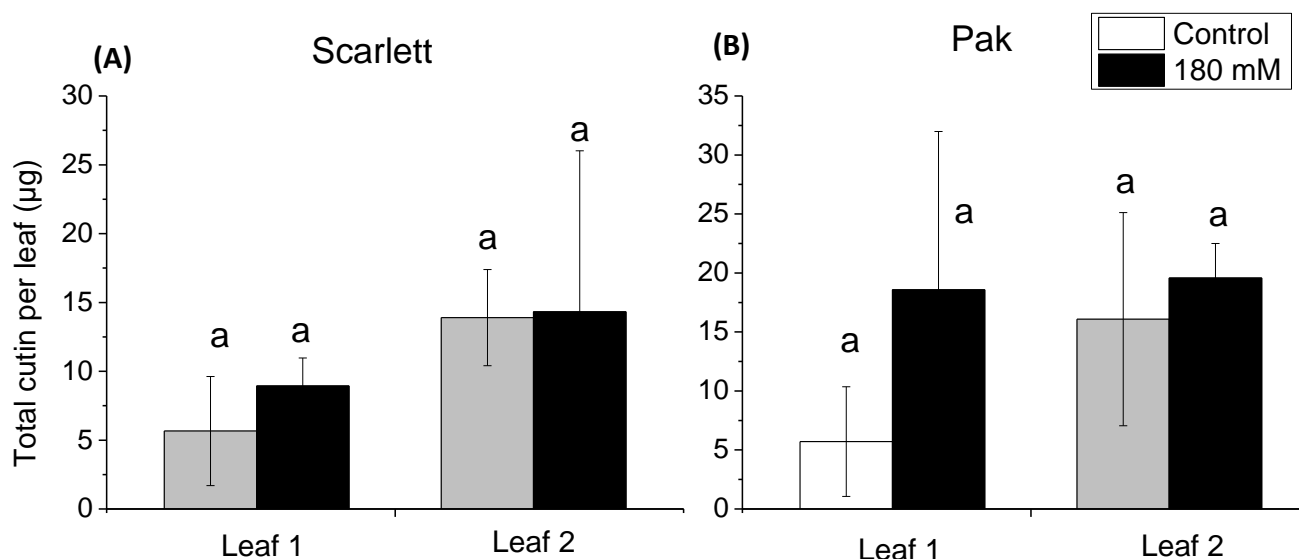 (A)
Scarlett
Total cutin per leaf (µg)
30
25
20
15
10
5
0
a
a
a
a
Leaf 1
Leaf 2
(B)
Pak
Control
180 mM
35
30
25
20
15
10
5
0
a
a
a
a
Leaf 1
Leaf 2